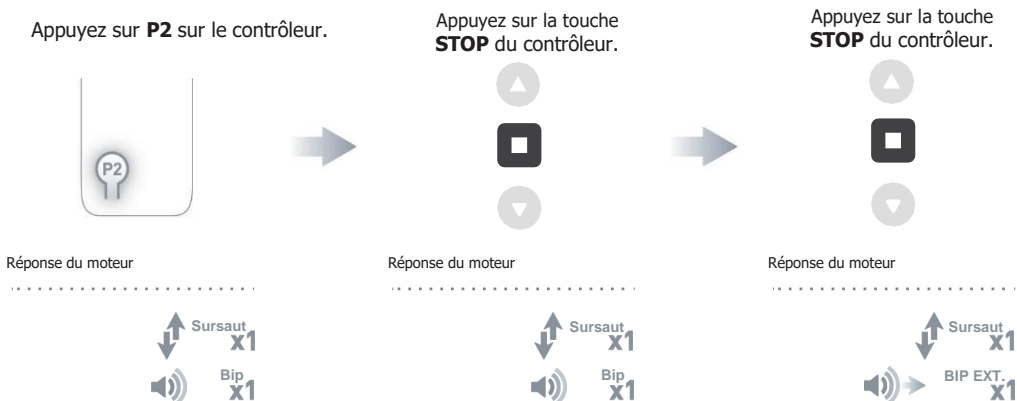 Appuyez sur P2 sur le contrôleur.
P2
Réponse du moteur
Sursaut
x1
Bip
x1
Appuyez sur la touche
STOP du contrôleur.
Réponse du moteur
Sursaut
x1
Bip
x1
Appuyez sur la touche
STOP du contrôleur.
Réponse du moteur
Sursaut
x1
BIP EXT.
x1